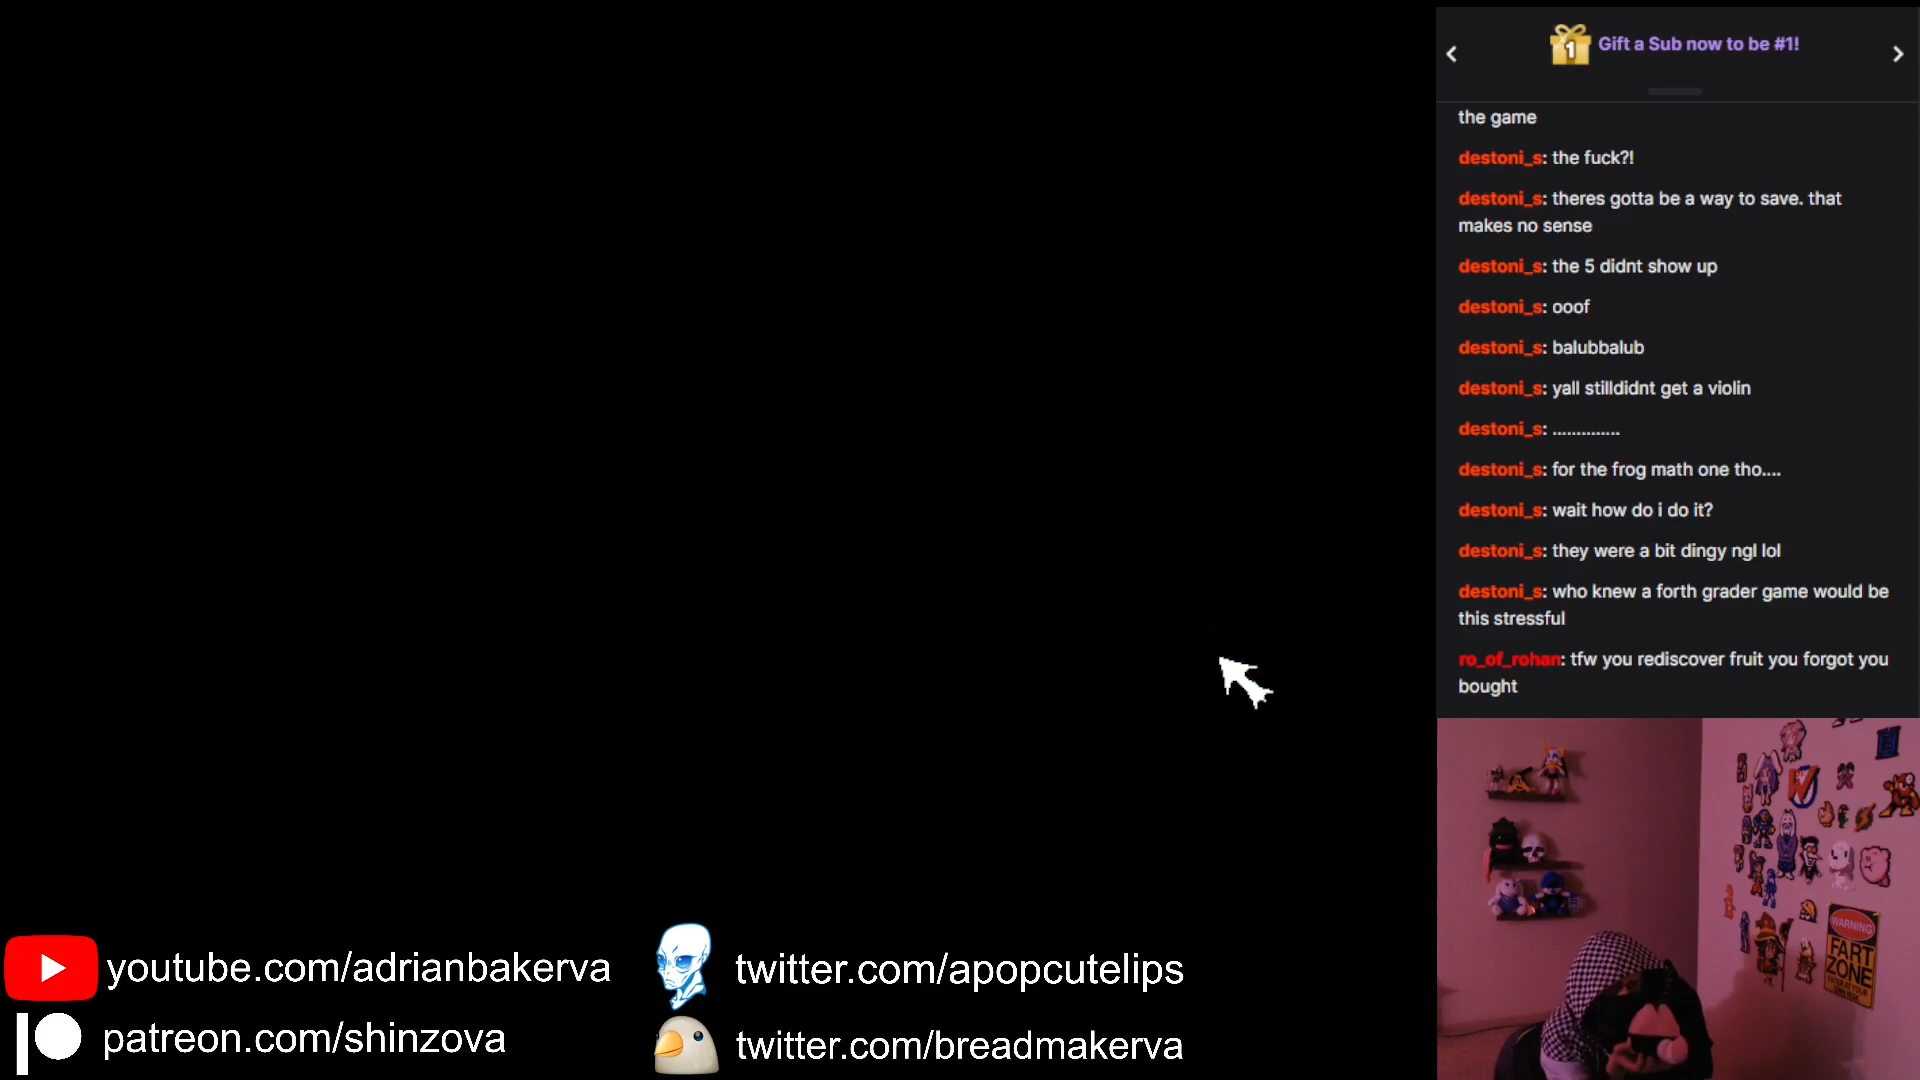 1
Gift a Sub now to be #1!
the game
destoni_s: the fuck?!
destoni_s: theres gotta be a way to save. that
makes no sense
destoni_s: the 5 didnt show up
destoni_s: ooof
destoni_s: balubbalub
destoni_s: yall stilldidnt get a violin
destoni_s: ..............
destoni_s: for the frog math one tho....
destoni_s: wait how do i do it?
destoni_s: they were a bit dingy ngl lol
destoni_s: who knew a forth grader game would be
this stressful
ro_of_rohan: tfw you rediscover fruit you forgot you
bought
WARNING
FART
ZONE
youtube.com/adrianbakerva
twitter.com/apopcutelips
patreon.com/shinzova
twitter.com/breadmakerva